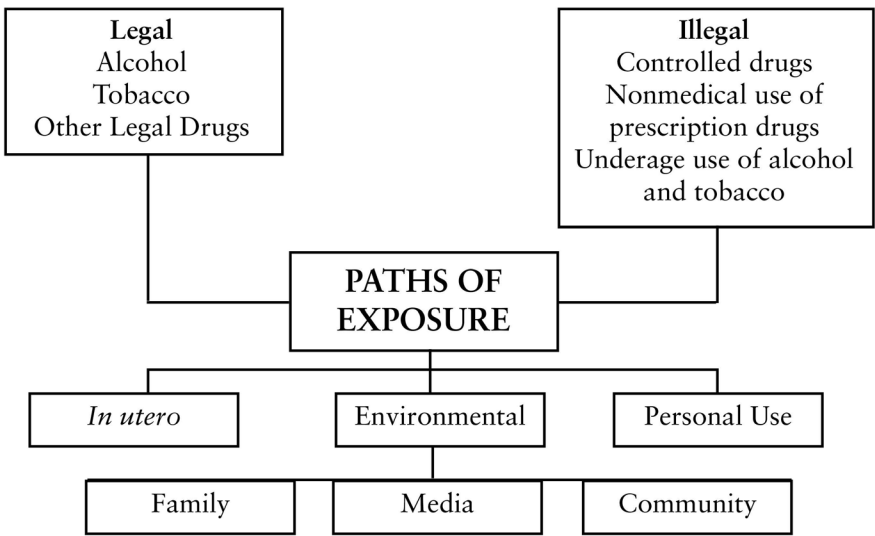 Legal
Alcohol
Tobacco
Other Legal Drugs
Illegal
Controlled drugs
Nonmedical use of
prescription drugs
Underage use of alcohol
and tobacco
PATHS OF
EXPOSURE
In utero
Environmental
Personal Use
Family
Media
Community